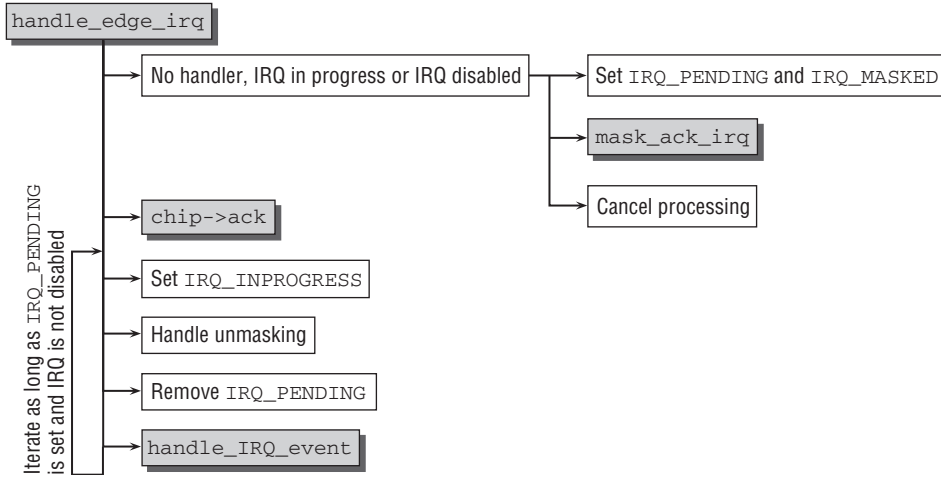 handle_edge_irq
No handler, IRQ in progress or IRQ disabled
Set IRQ_PENDING and IRQ_MASKED
mask_ack_irq
Cancel processing
chip->ack
Set IRQ_INPROGRESS
Handle unmasking
Remove IRQ_PENDING
handle_IRQ_event
Iterate as long as IRQ_PENDING
is set and IRQ is not disabled